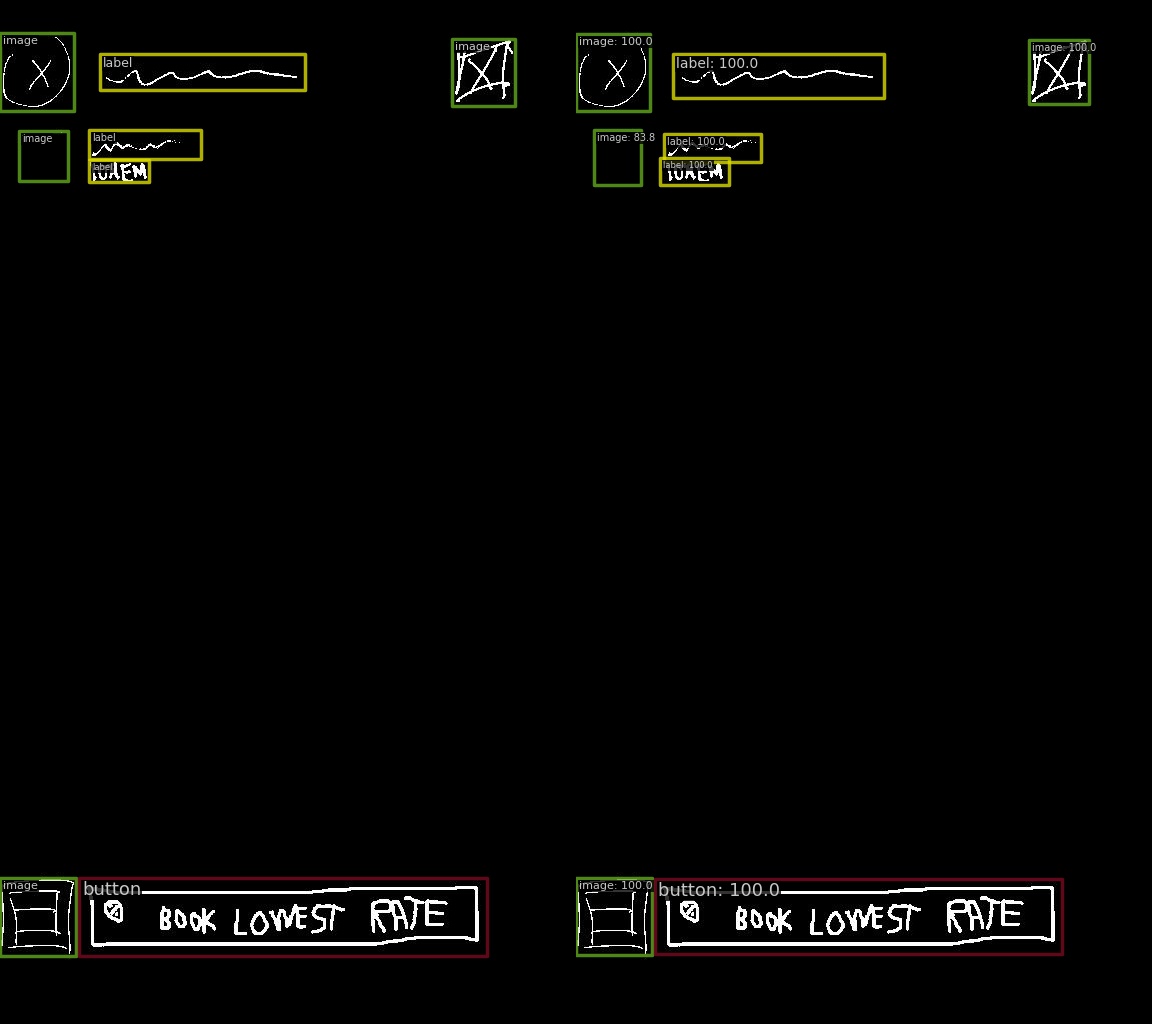 image image: 100.0
label image label: 100.0 image: 100.0
image label image: 83.8 label: 100.0
label LOREM label: 100.0 LOREM
image button image: 100.0 button: 100.0
BOOK LOWEST RATE BOOK LOWEST RATE